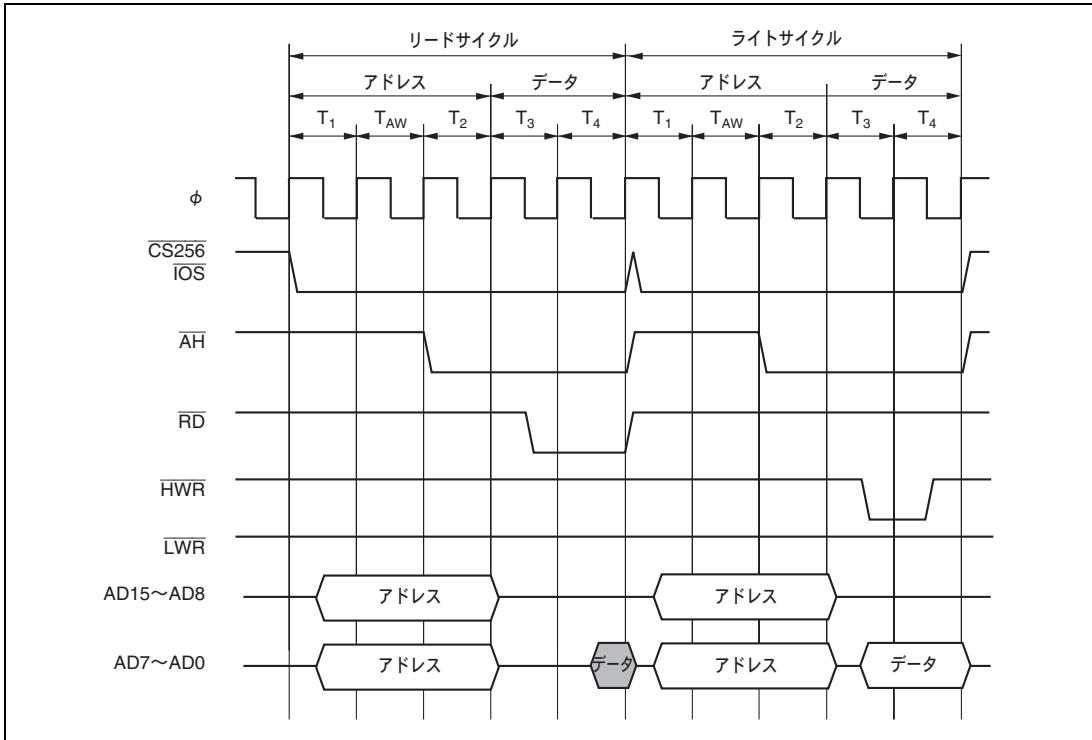 リードサイクル ライトサイクル
アドレス データ アドレス データ
T1 TAW T2 T3 T4 T1 TAW T2 T3 T4
φ
CS256
IOS
AH
RD
HWR
LWR
AD15～AD8 アドレス アドレス
AD7～AD0 アドレス データ アドレス データ